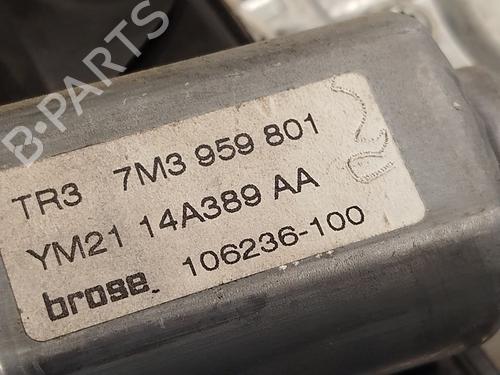 TR3 7M3 959 801
YM21 14A389 AA
brose. 106236-100
B-PARTS